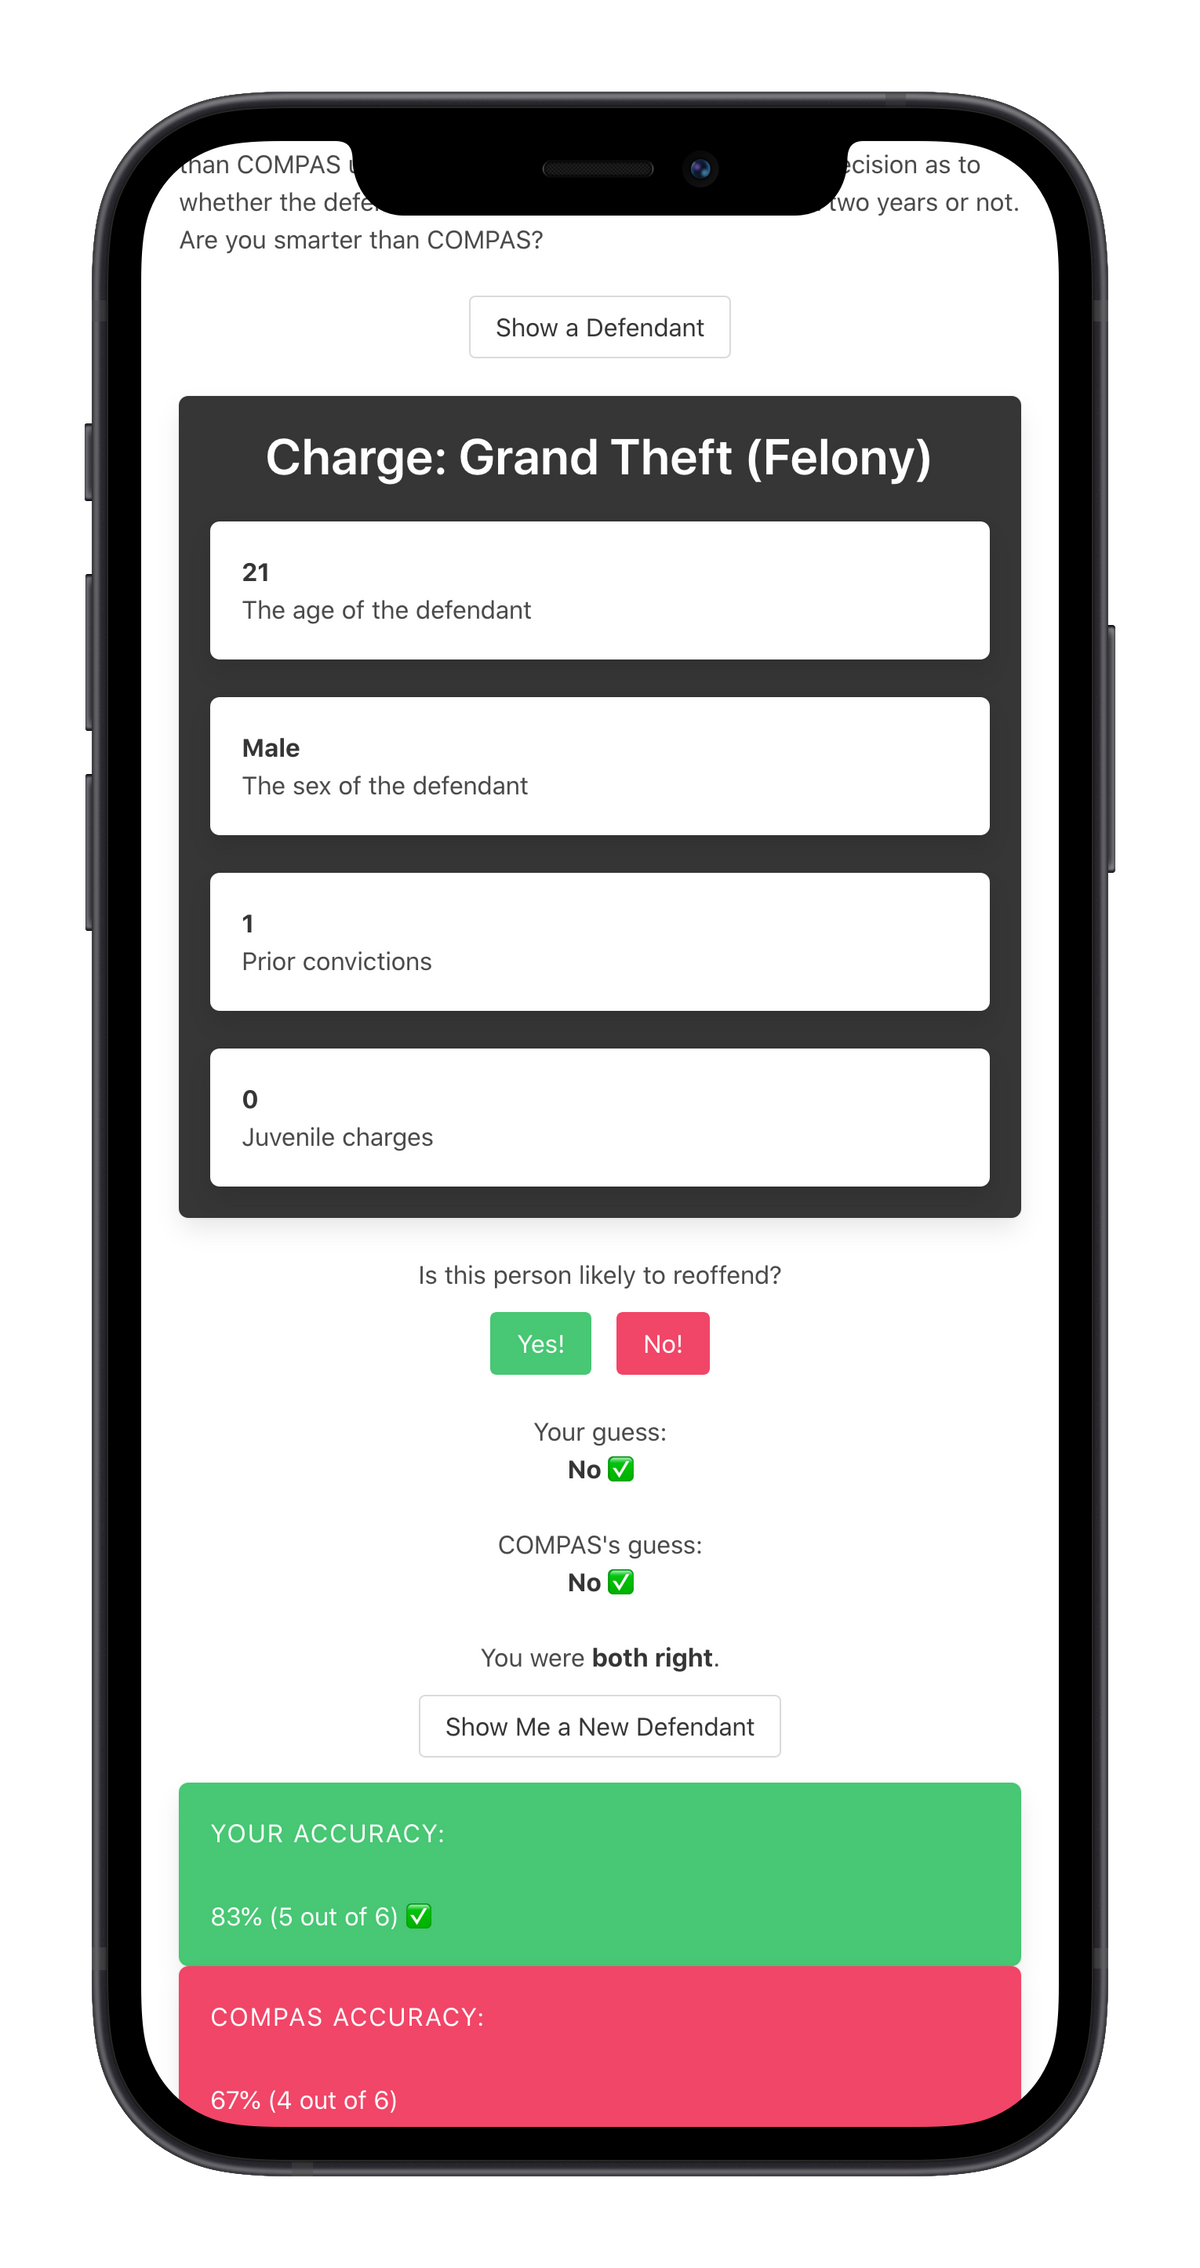 than COMPAS
ecision as to
whether the defe
two years or not.
Are you smarter than COMPAS?
Show a Defendant
Charge: Grand Theft (Felony)
21
The age of the defendant
Male
The sex of the defendant
1
Prior convictions
0
Juvenile charges
Is this person likely to reoffend?
Yes!
No!
Your guess:
No ✅
COMPAS's guess:
No ✅
You were both right.
Show Me a New Defendant
YOUR ACCURACY:
83% (5 out of 6) ✅
COMPAS ACCURACY:
67% (4 out of 6)